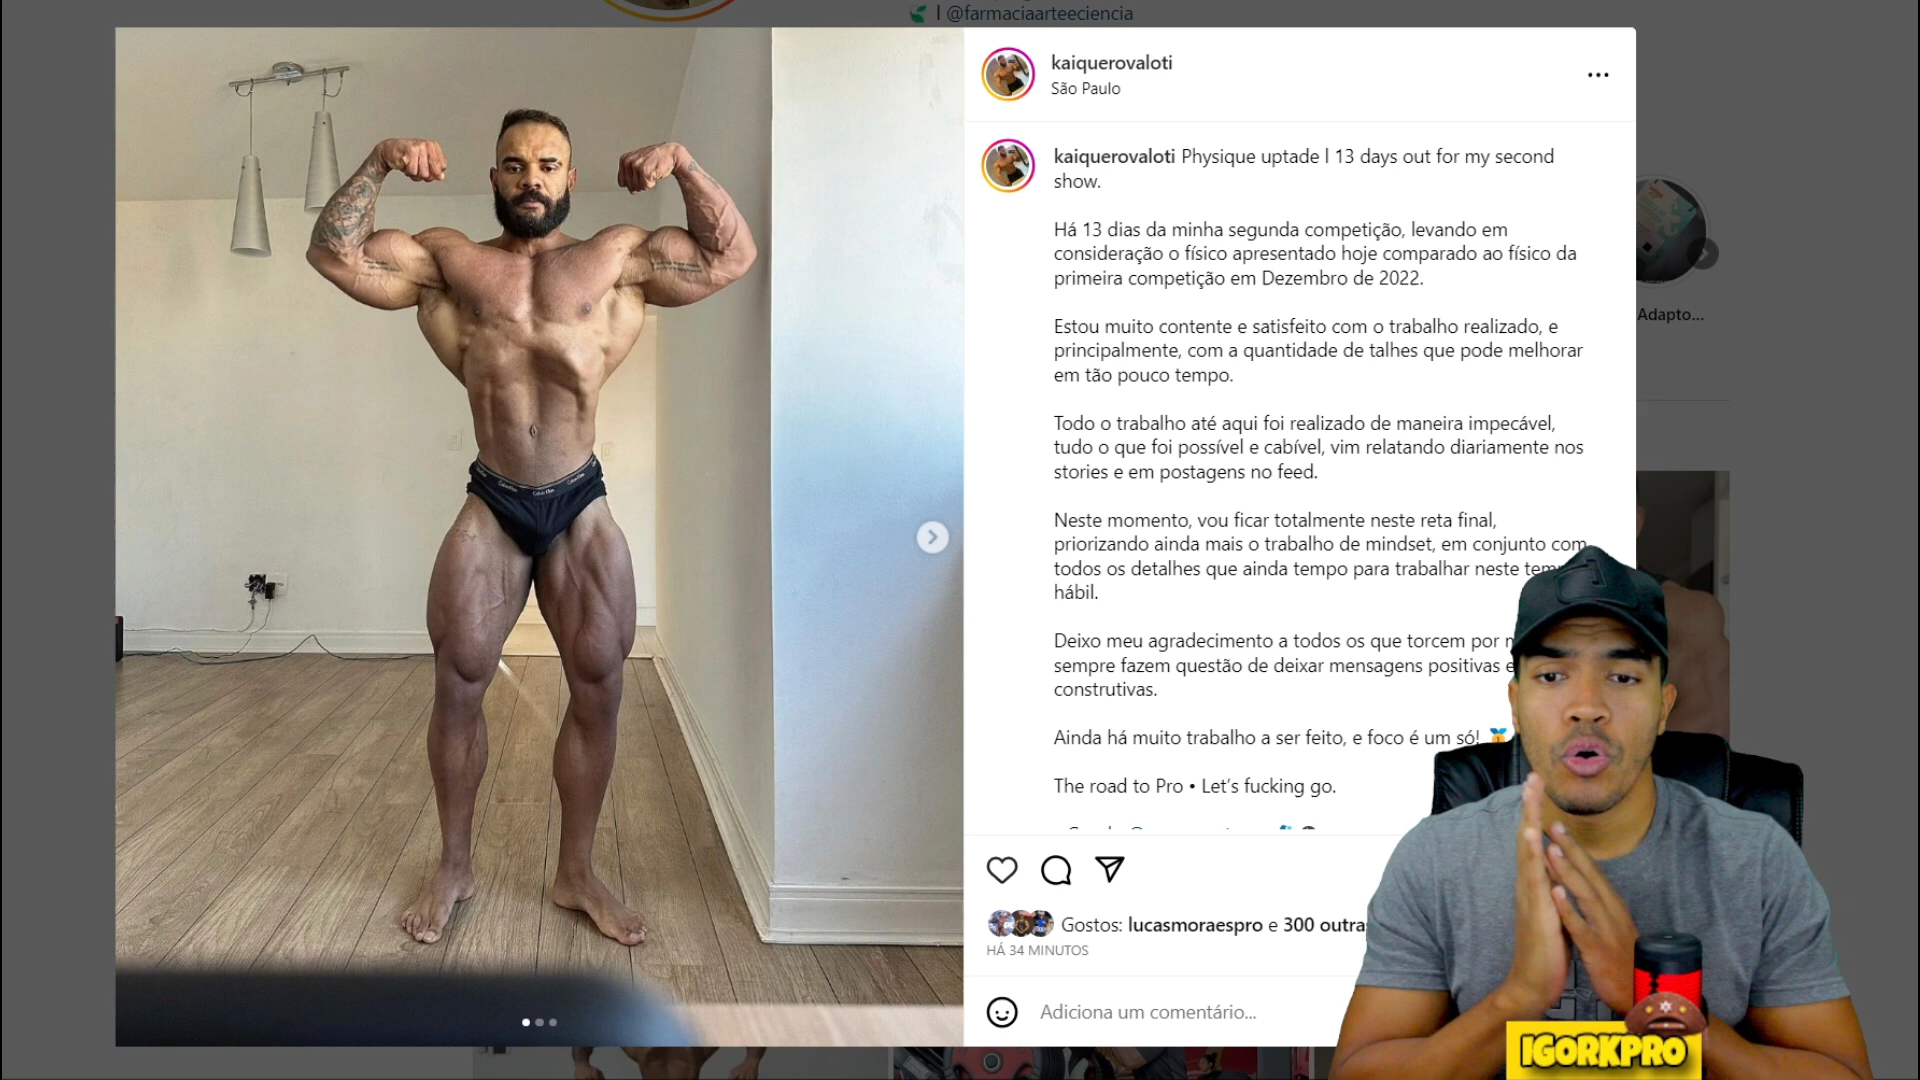 | @farmaciaarteeciencia
kaiquerovaloti
São Paulo
kaiquerovaloti Physique uptade l 13 days out for my second
show.
Há 13 dias da minha segunda competição, levando em
consideração o físico apresentado hoje comparado ao físico da
primeira competição em Dezembro de 2022.
Estou muito contente e satisfeito com o trabalho realizado, e
principalmente, com a quantidade de talhes que pode melhorar
em tão pouco tempo.
Todo o trabalho até aqui foi realizado de maneira impecável,
tudo o que foi possível e cabível, vim relatando diariamente nos
stories e em postagens no feed.
Neste momento, vou ficar totalmente neste reta final,
priorizando ainda mais o trabalho de mindset, em conjunto com
todos os detalhes que ainda tempo para trabalhar neste
hábil.
Deixo meu agradecimento a todos os que torcem por
sempre fazem questão de deixar mensagens positivas e
construtivas.
Ainda há muito trabalho a ser feito, e foco é um só! 🥇
The road to Pro • Let's fucking go.
Gostos: lucasmoraespro e 300 outra
HÁ 34 MINUTOS
Adiciona um comentário...
Adapto...
IGORKPRO